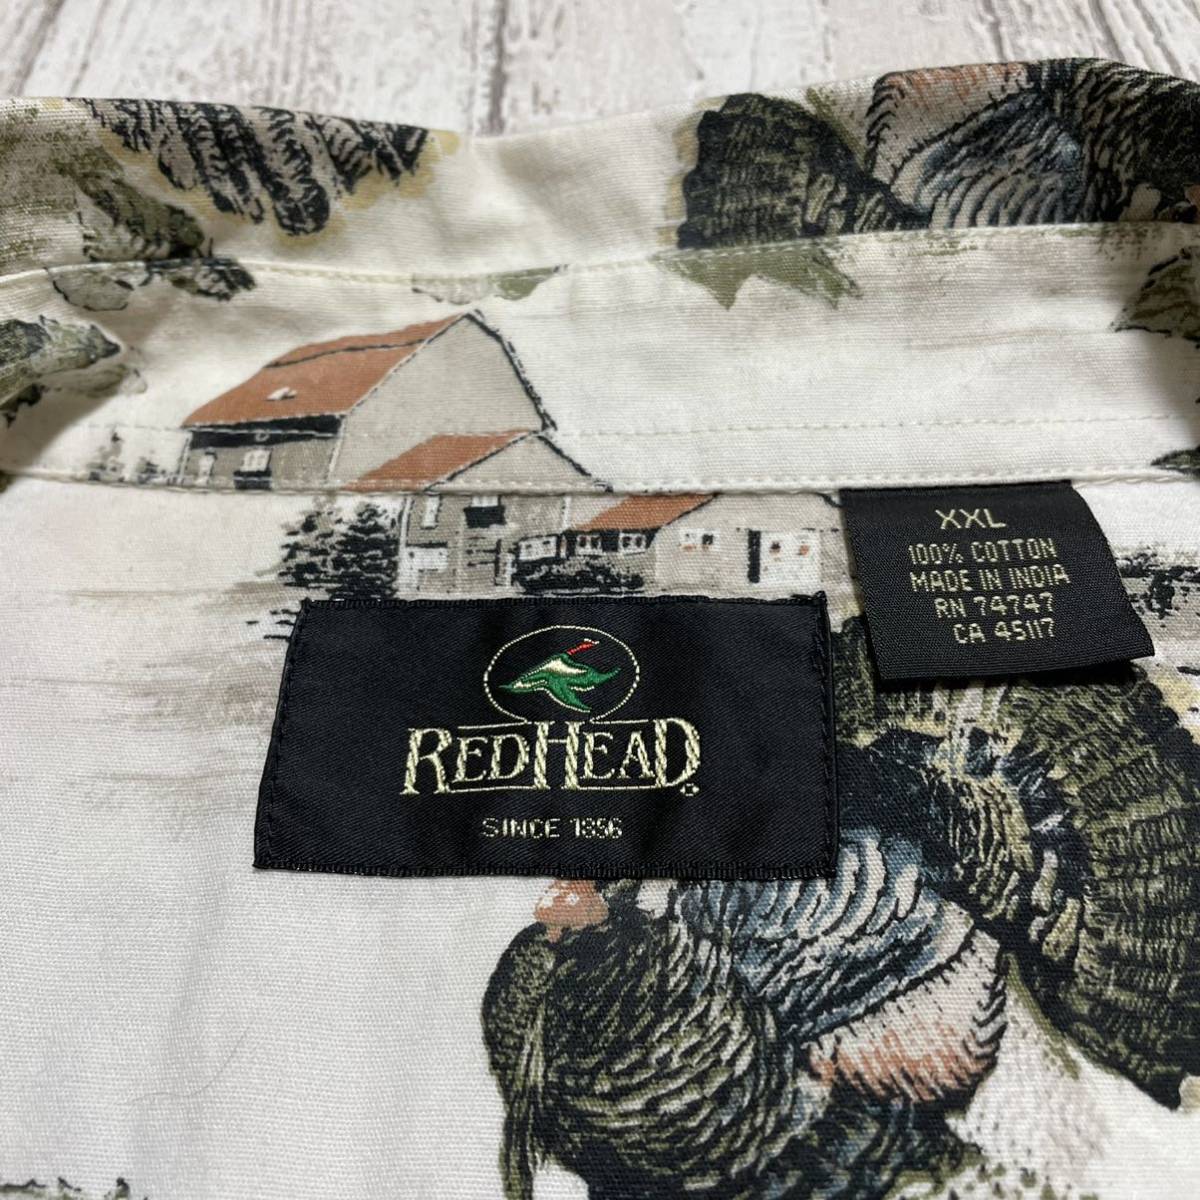 XXL
100% COTTON
MADE IN INDIA
RN 74747
CA 45117
REDHEAD®
SINCE 1856